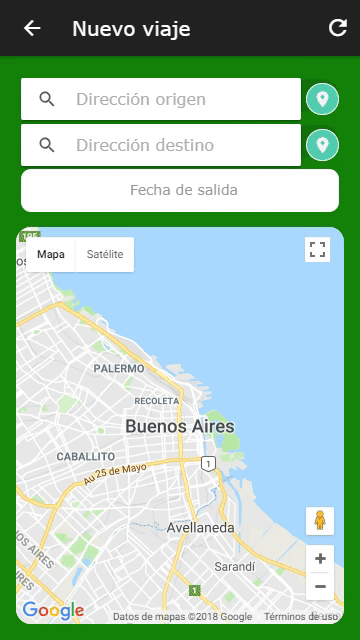 Nuevo viaje
Dirección origen
Dirección destino
Fecha de salida
Mapa
Satélite
PALERMO
RECOLETA
Buenos Aires
CABALLITO
1
Au 25 de Mayo
Avellaneda
OS AIRES
Sarandí
1
Google
Datos de mapas ©2018 Google
Términos de uso